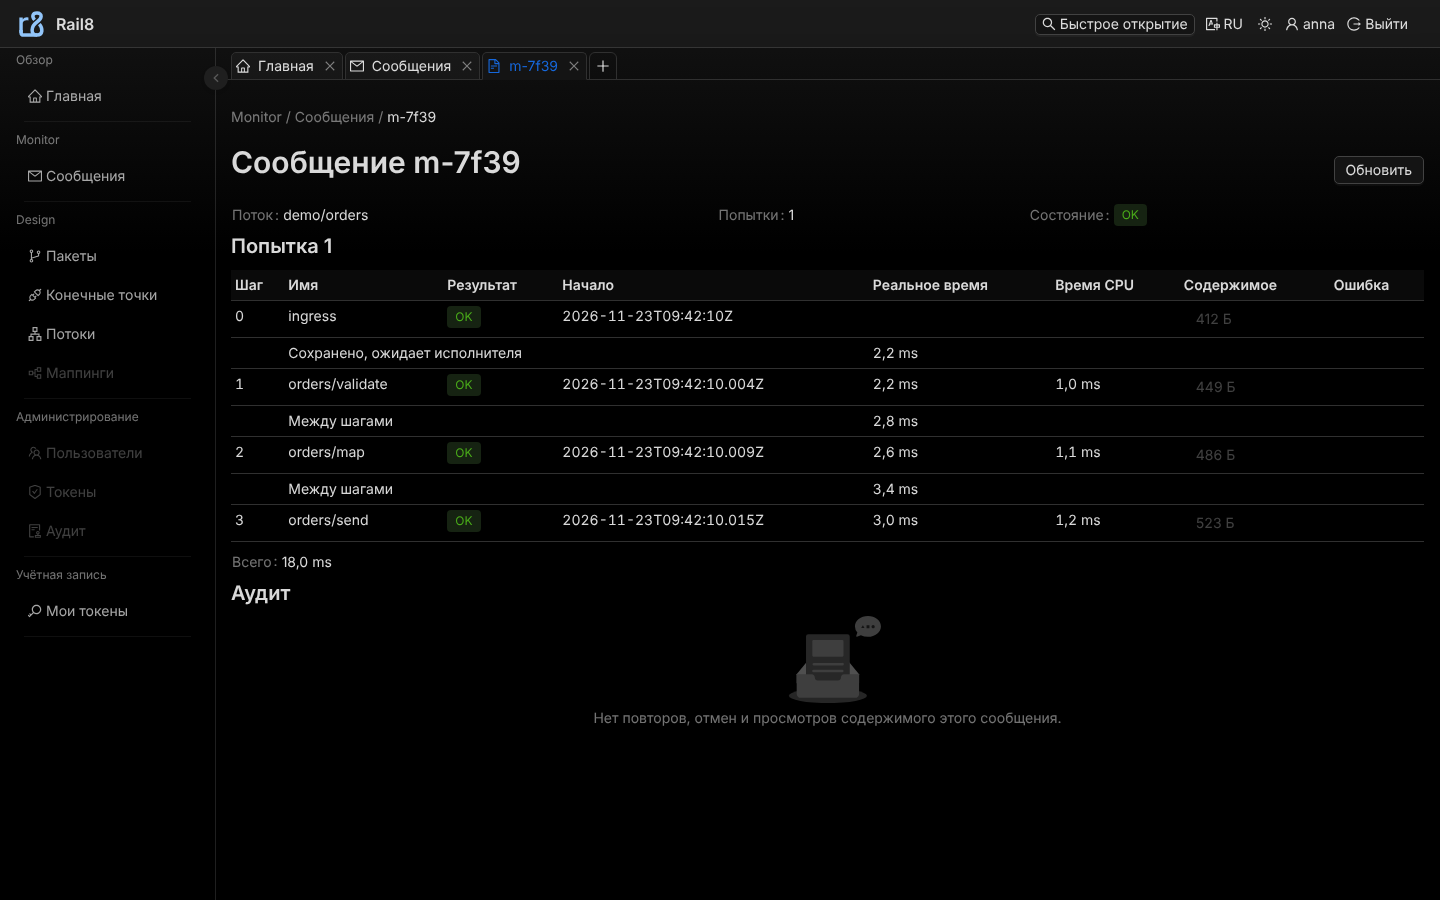 Rail8
Быстрое открытие RU anna Выйти
Обзор
Главная
Monitor
Сообщения
Design
Пакеты
Конечные точки
Потоки
Маппинги
Администрирование
Пользователи
Токены
Аудит
Учётная запись
Мои токены
Главная Сообщения m-7f39
Monitor / Сообщения / m-7f39
Сообщение m-7f39
Обновить
Поток: demo/orders Попытки: 1 Состояние: OK
Попытка 1
Шаг Имя Результат Начало Реальное время Время CPU Содержимое Ошибка
0 ingress OK 2026-11-23T09:42:10Z 412 Б
Сохранено, ожидает исполнителя 2,2 ms
1 orders/validate OK 2026-11-23T09:42:10.004Z 2,2 ms 1,0 ms 449 Б
Между шагами 2,8 ms
2 orders/map OK 2026-11-23T09:42:10.009Z 2,6 ms 1,1 ms 486 Б
Между шагами 3,4 ms
3 orders/send OK 2026-11-23T09:42:10.015Z 3,0 ms 1,2 ms 523 Б
Всего: 18,0 ms
Аудит
Нет повторов, отмен и просмотров содержимого этого сообщения.